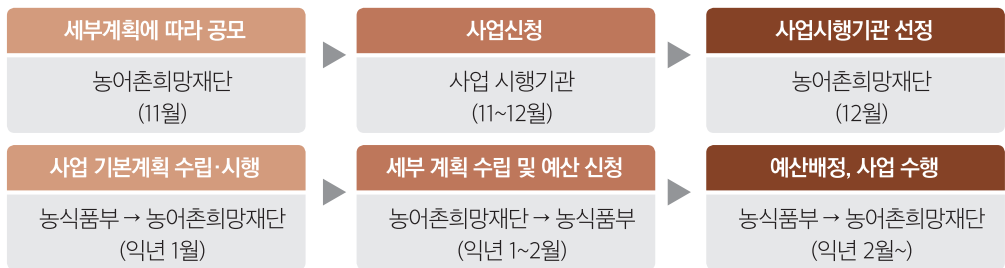 세부계획에 따라 공모
농어촌희망재단
(11월)
사업신청
사업 시행기관
(11~12월)
사업시행기관 선정
농어촌희망재단
(12월)
사업 기본계획 수립·시행
농식품부 → 농어촌희망재단
(익년 1월)
세부 계획 수립 및 예산 신청
농어촌희망재단 → 농식품부
(익년 1~2월)
예산배정, 사업 수행
농식품부 → 농어촌희망재단
(익년 2월~)